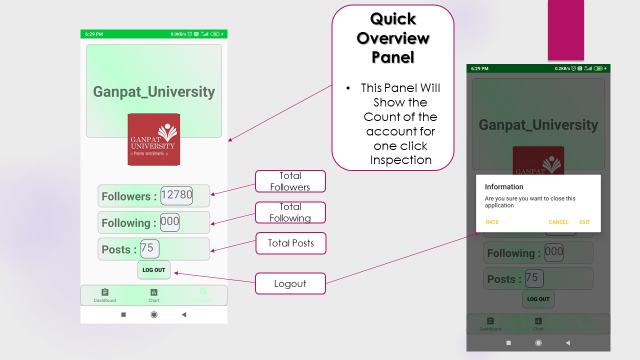 6:29 PM
Ganpat_University
GANPAT
UNIVERSITY
Followers :
12780
Following :
000
Posts :
75
LOG OUT
Dashboard
Chart
Quick
Overview
Panel
• This Panel Will
Show the
Count of the
account for
one click
Inspection
Total
Followers
Total
Following
Total Posts
Logout
6:29 PM
Ganpat_University
GANPAT
Information
Are you sure you want to close this
application
RATE
CANCEL
EXIT
Following :
000
Posts :
75
LOG OUT
Dashboard
Chart